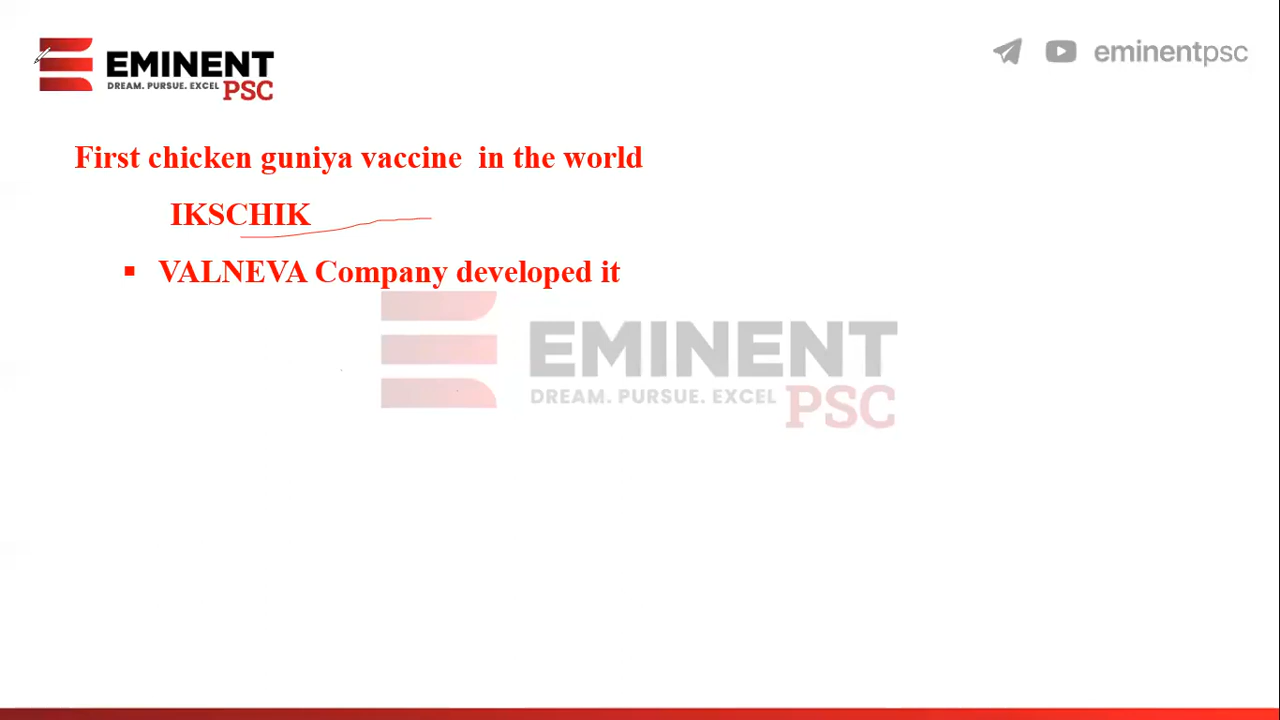 EMINENT
DREAM. PURSUE. EXCEL
PSC
eminentpsc
First chicken guniya vaccine in the world
IKSCHIK
▪ VALNEVA Company developed it
EMINENT
DREAM. PURSUE. EXCEL
PSC